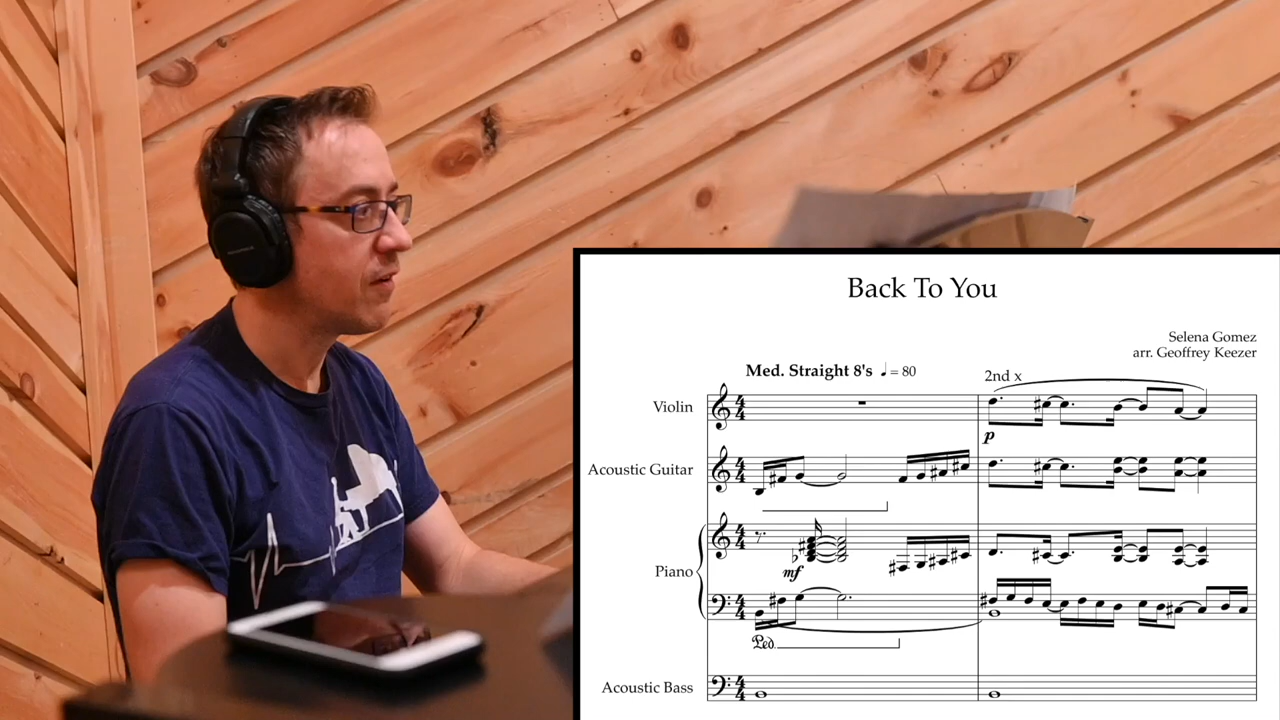 Back To You
Selena Gomez
arr. Geoffrey Keezer
Med. Straight 8's ♩ = 80
2nd x
Violin
p
Acoustic Guitar
Piano
mf
Ped.
Acoustic Bass